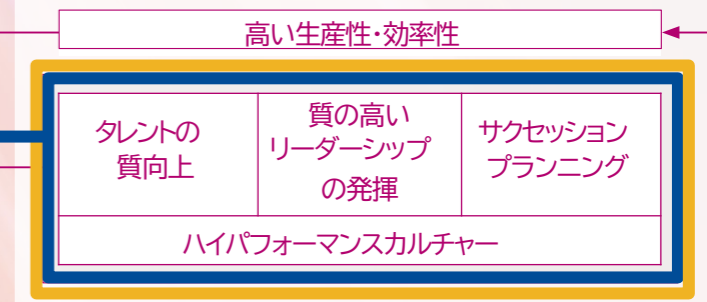 高い生産性・効率性
タレントの
質向上
質の高い
リーダーシップ
の発揮
サクセッション
プランニング
ハイパフォーマンスカルチャー